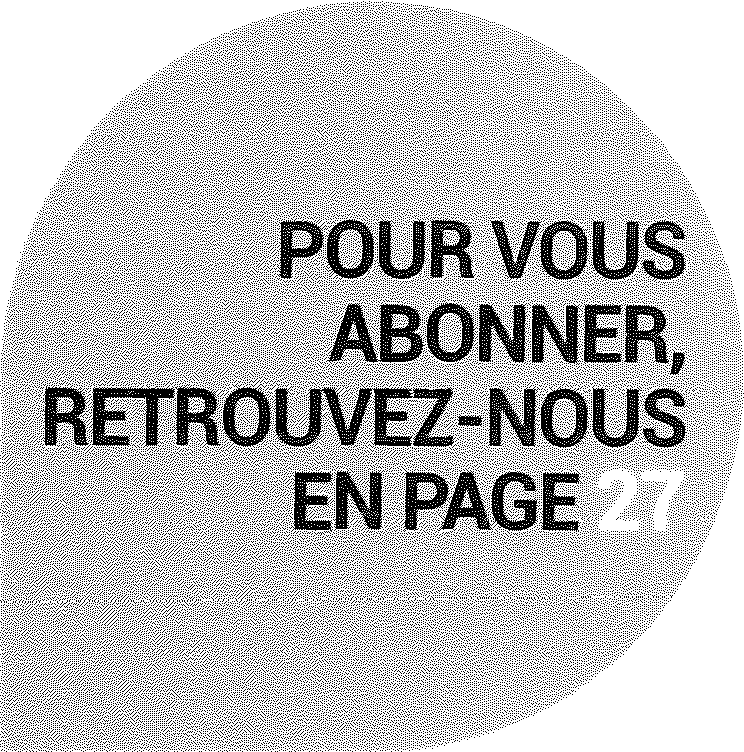 POUR VOUS
ABONNER,
RETROUVEZ-NOUS
EN PAGE 27